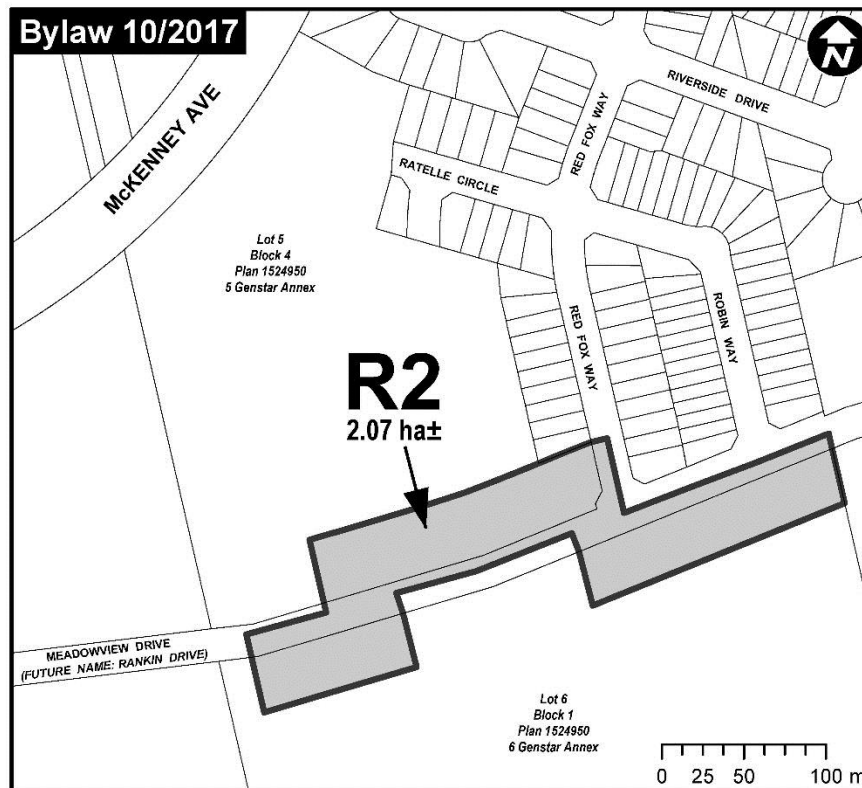 Bylaw 10/2017
N
McKENNEY AVE
RIVERSIDE DRIVE
RED FOX WAY
RATELLE CIRCLE
Lot 5
Block 4
Plan 1524950
5 Genstar Annex
RED FOX WAY
ROBIN WAY
R2
2.07 ha±
MEADOWVIEW DRIVE
(FUTURE NAME: RANKIN DRIVE)
Lot 6
Block 1
Plan 1524950
6 Genstar Annex
0 25 50 100 m